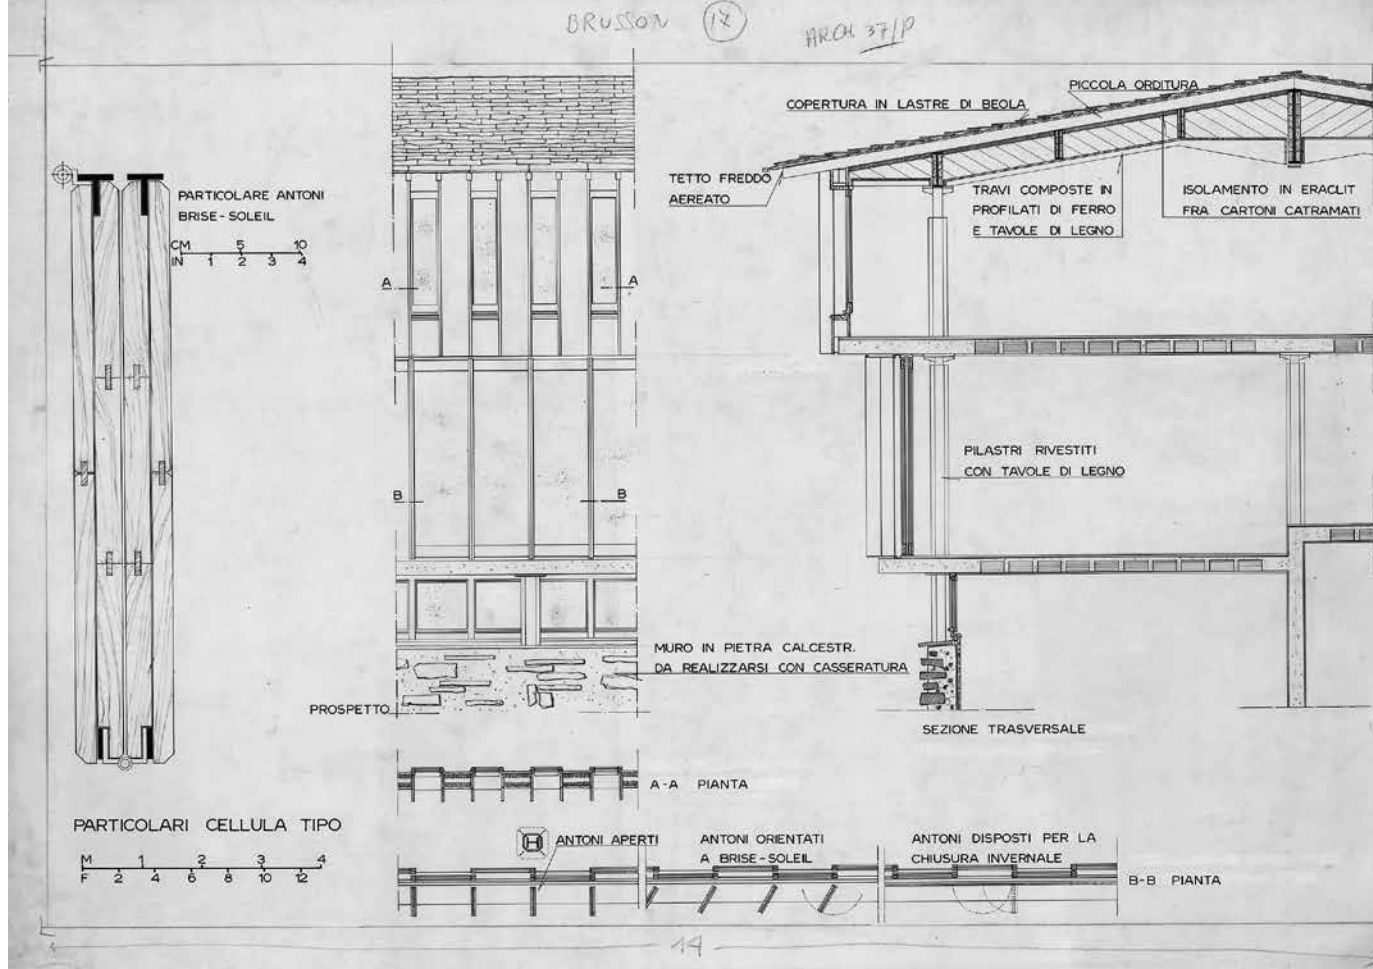 BRUSSON
ARCH. 37/P
PICCOLA ORDITURA
COPERTURA IN LASTRE DI BEOLA
TETTO FREDDO
AEREATO
TRAVI COMPOSTE IN
PROFILATI DI FERRO
E TAVOLE DI LEGNO
ISOLAMENTO IN ERACLIT
FRA CARTONI CATRAMATI
PARTICOLARE ANTONI
BRISE-SOLEIL
CM 5 10
IN 1 2 3 4
A A
B B
PILASTRI RIVESTITI
CON TAVOLE DI LEGNO
MURO IN PIETRA CALCESTR.
DA REALIZZARSI CON CASSERATURA
PROSPETTO
SEZIONE TRASVERSALE
A-A PIANTA
PARTICOLARI CELLULA TIPO
M 1 2 3 4
F 2 4 6 8 10 12
ANTONI APERTI
ANTONI ORIENTATI
A BRISE-SOLEIL
ANTONI DISPOSTI PER LA
CHIUSURA INVERNALE
B-B PIANTA
14